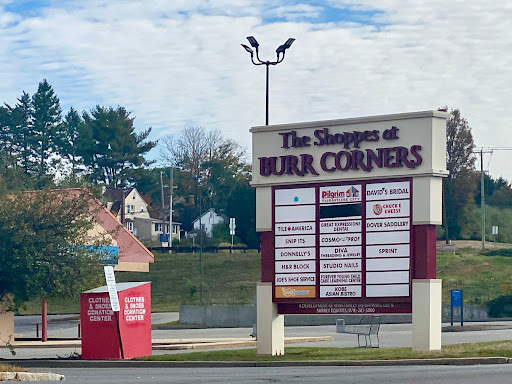 The Shoppes at
BURR CORNERS
Pilgrim
FURNITURE CITY
DAVID'S BRIDAL
CHUCK E.
CHEESE
TILE AMERICA
GREAT EXPRESSIONS
DENTAL
DOVER SADDLERY
SNIP ITS
COSMO PROF
DONNELLY'S
DIVA
THREADING & JEWELRY
SPRINT
H&R BLOCK
STUDIO NAILS
JOE'S SHOE SERVICE
FOREVER YOUNG CHILD
CARE LEARNING CENTER
KOBE
ASIAN BISTRO
CLOTHES & SHOES
DONATION
CENTER
CLOTHES
& SHOES
DONATION
CENTER